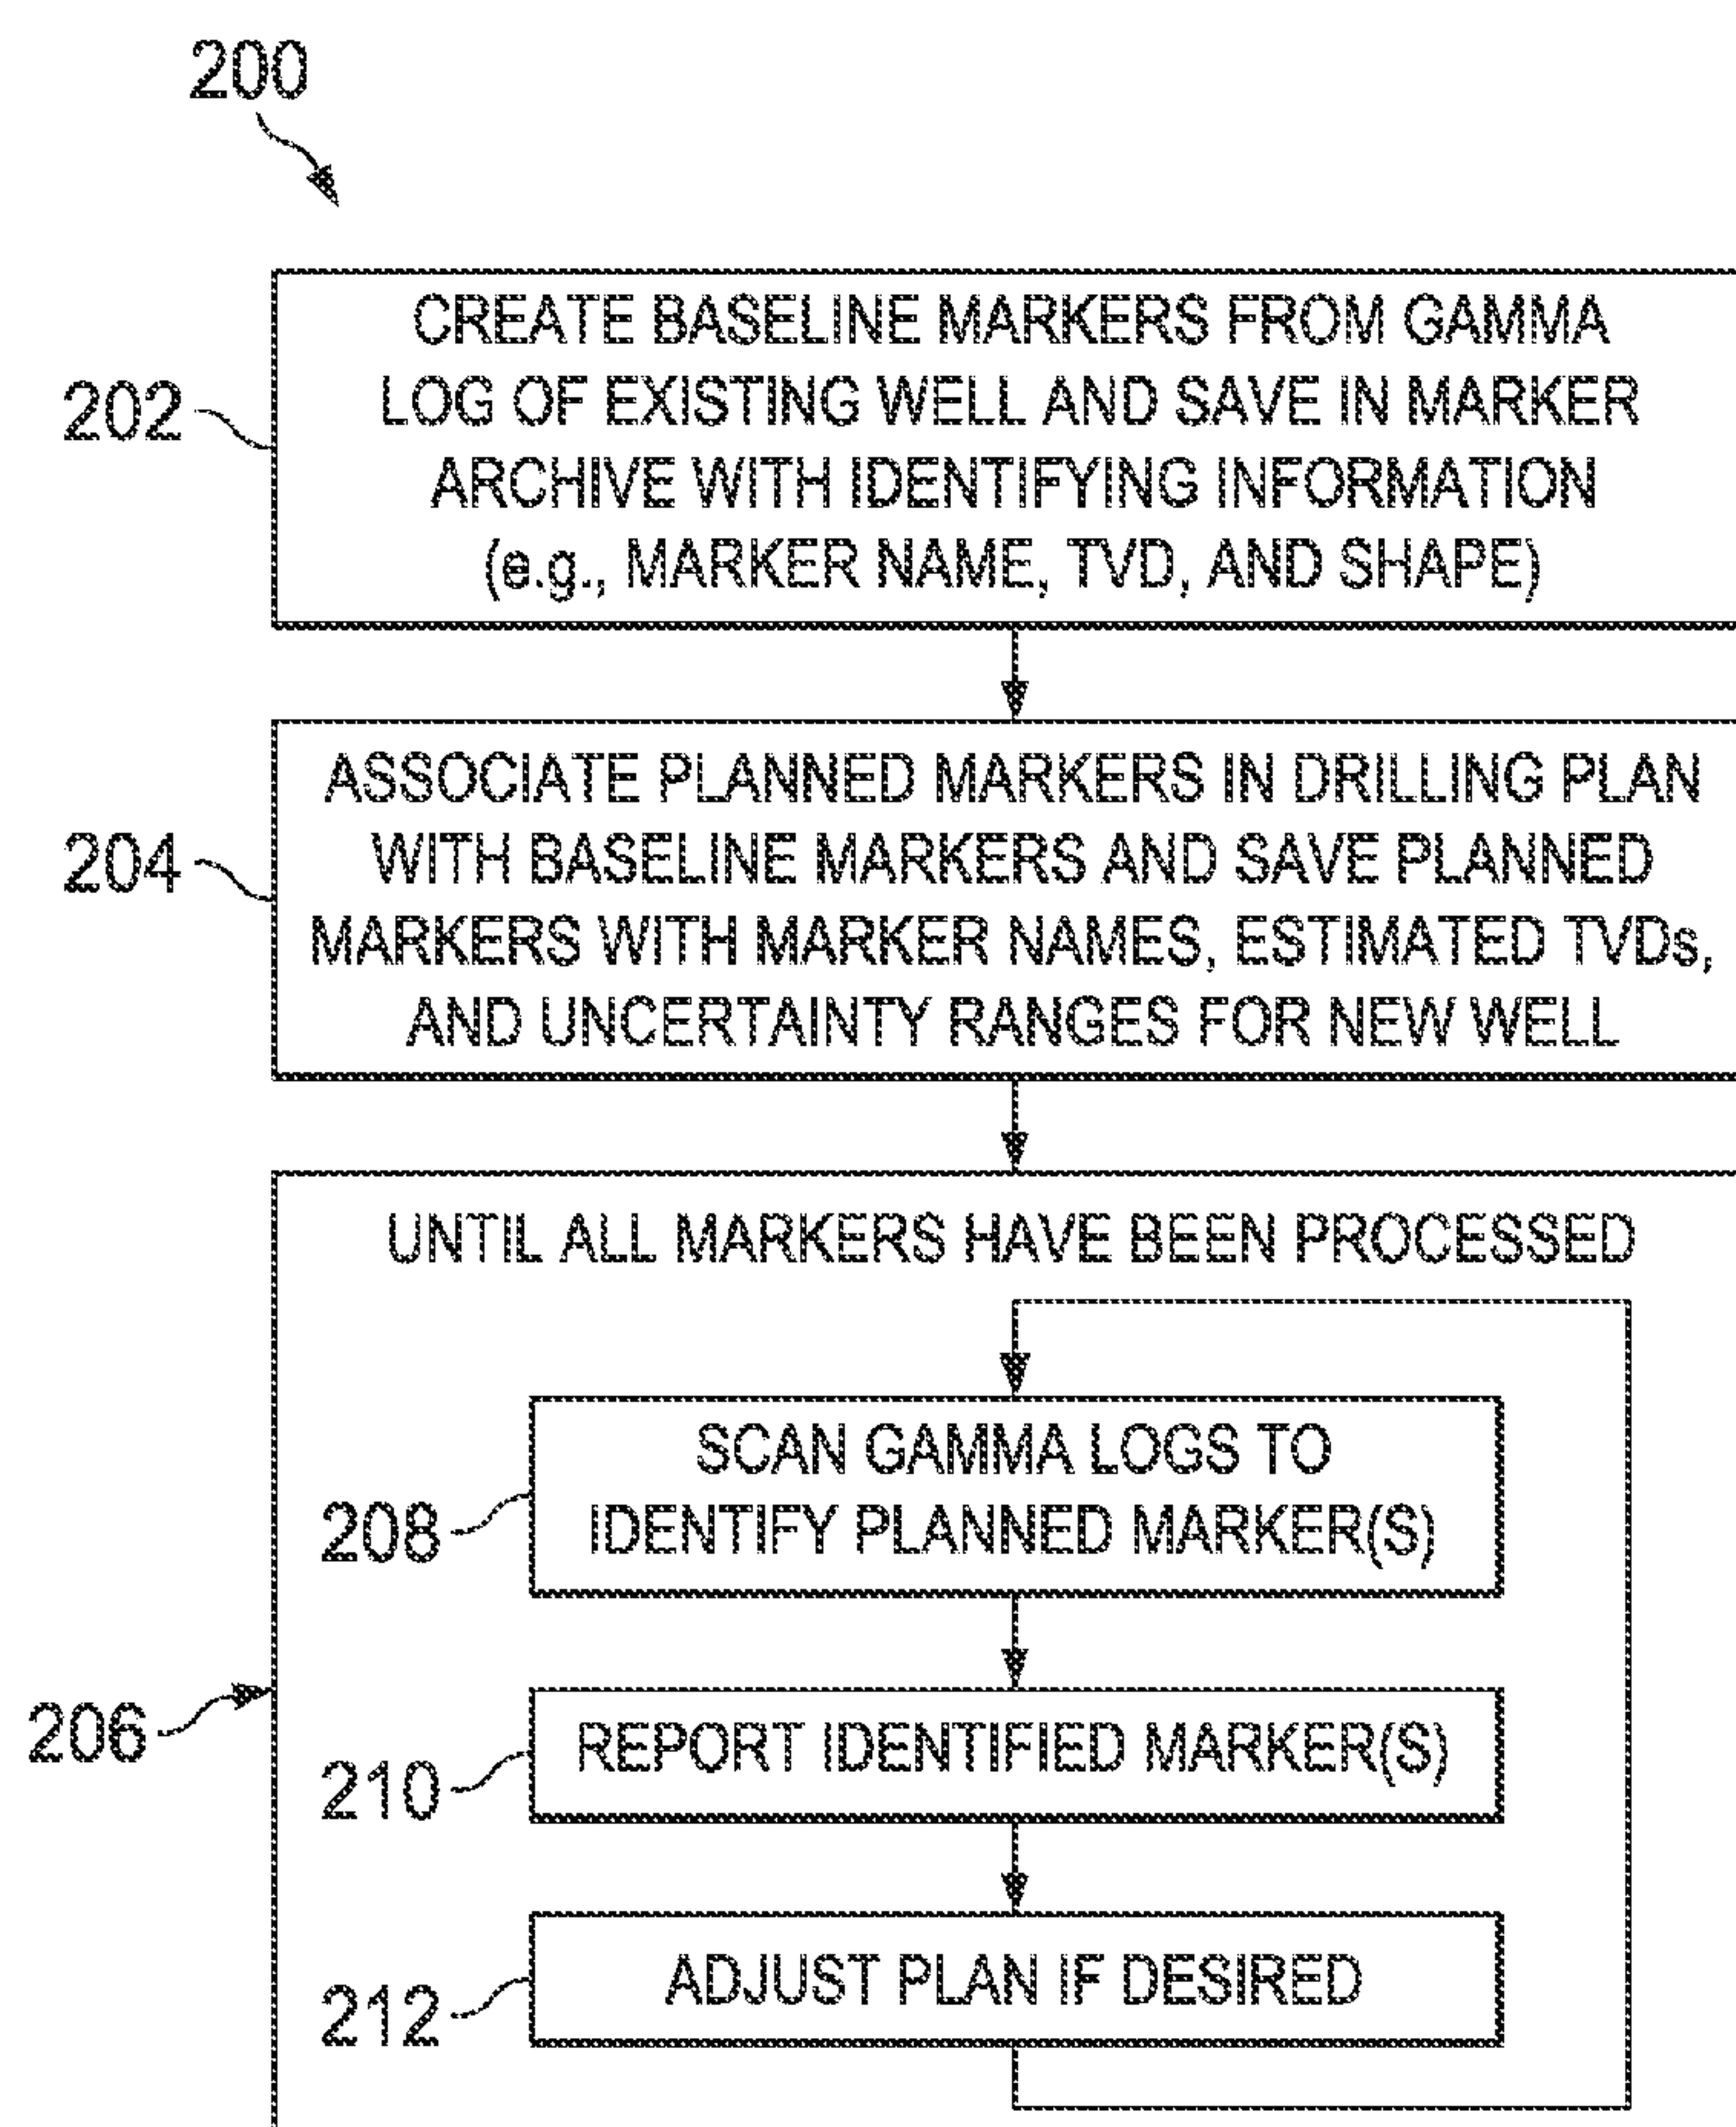 200
202
CREATE BASELINE MARKERS FROM GAMMA
LOG OF EXISTING WELL AND SAVE IN MARKER
ARCHIVE WITH IDENTIFYING INFORMATION
(e.g., MARKER NAME, TVD, AND SHAPE)
204
ASSOCIATE PLANNED MARKERS IN DRILLING PLAN
WITH BASELINE MARKERS AND SAVE PLANNED
MARKERS WITH MARKER NAMES, ESTIMATED TVDs,
AND UNCERTAINTY RANGES FOR NEW WELL
206
UNTIL ALL MARKERS HAVE BEEN PROCESSED
208
SCAN GAMMA LOGS TO
IDENTIFY PLANNED MARKER(S)
210
REPORT IDENTIFIED MARKER(S)
212
ADJUST PLAN IF DESIRED